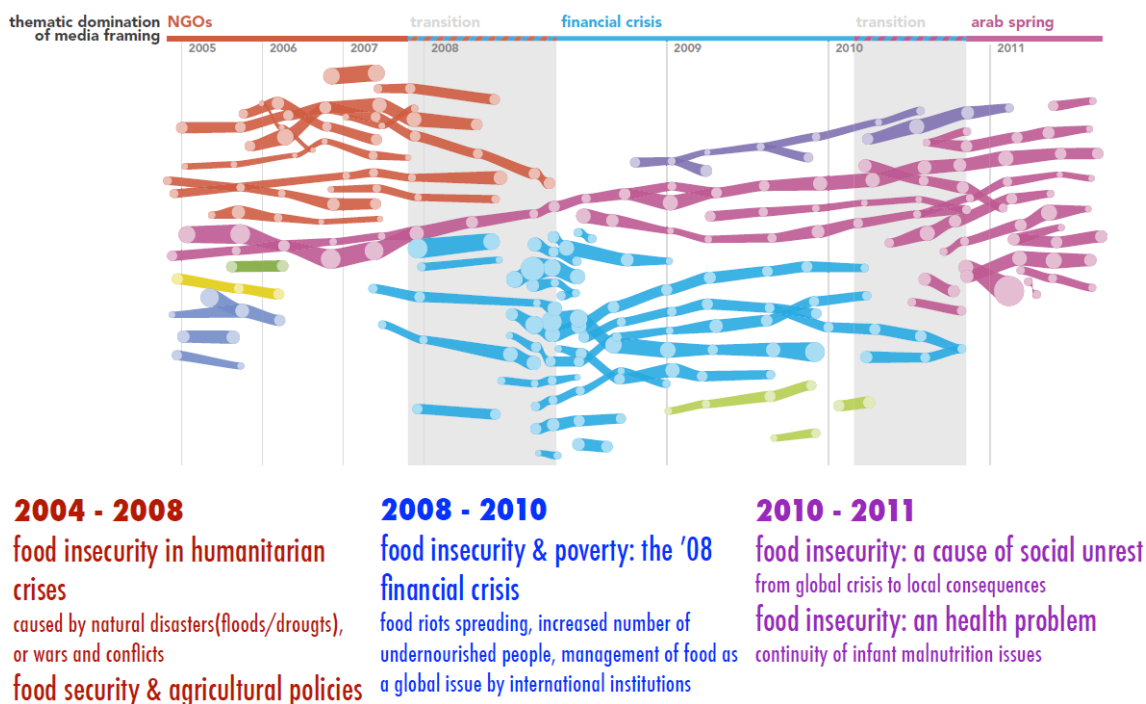 thematic domination of media framing
NGOs
transition
financial crisis
transition
arab spring
2005
2006
2007
2008
2009
2010
2011
2004 - 2008
food insecurity in humanitarian
crises
caused by natural disasters(floods/drougts),
or wars and conflicts
food security & agricultural policies
2008 - 2010
food insecurity & poverty: the '08
financial crisis
food riots spreading, increased number of
undernourished people, management of food as
a global issue by international institutions
2010 - 2011
food insecurity: a cause of social unrest
from global crisis to local consequences
food insecurity: an health problem
continuity of infant malnutrition issues